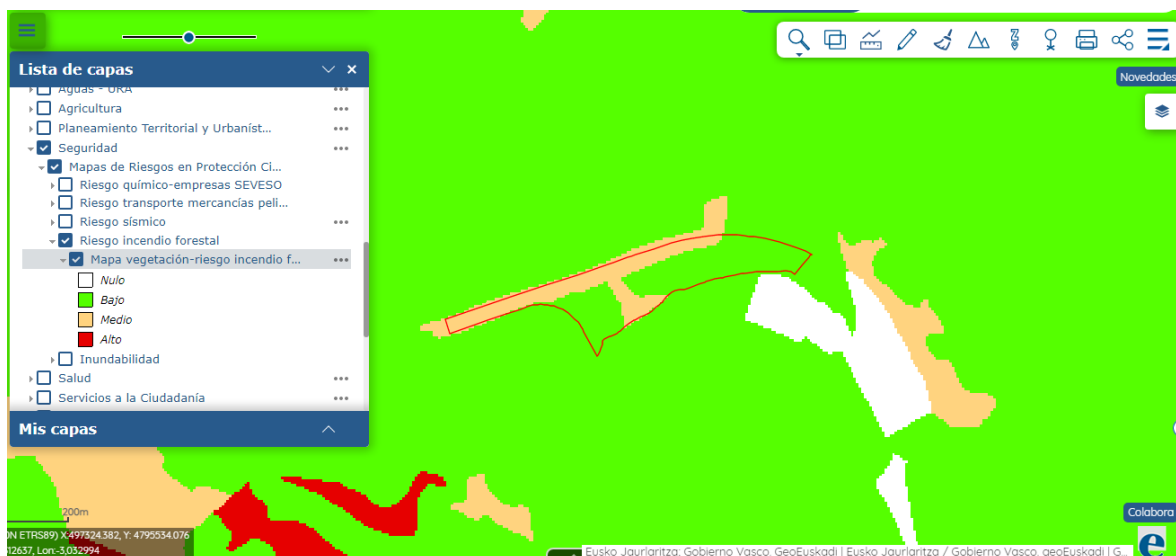 Lista de capas
Aguas - URA
Agricultura
Planeamiento Territorial y Urbaníst...
Seguridad
Mapas de Riesgos en Protección Ci...
Riesgo químico-empresas SEVESO
Riesgo transporte mercancías peli...
Riesgo sísmico
Riesgo incendio forestal
Mapa vegetación-riesgo incendio f...
Nulo
Bajo
Medio
Alto
Inundabilidad
Salud
Servicios a la Ciudadanía
Mis capas
Novedades
Colabora
200m
ON ETRS89) X:497324.382, Y: 4795534.076
12637, Lon:-3,032994
Eusko Jaurlaritza: Gobierno Vasco. GeoEuskadi | Eusko Jaurlaritza / Gobierno Vasco. geoEuskadi | G...